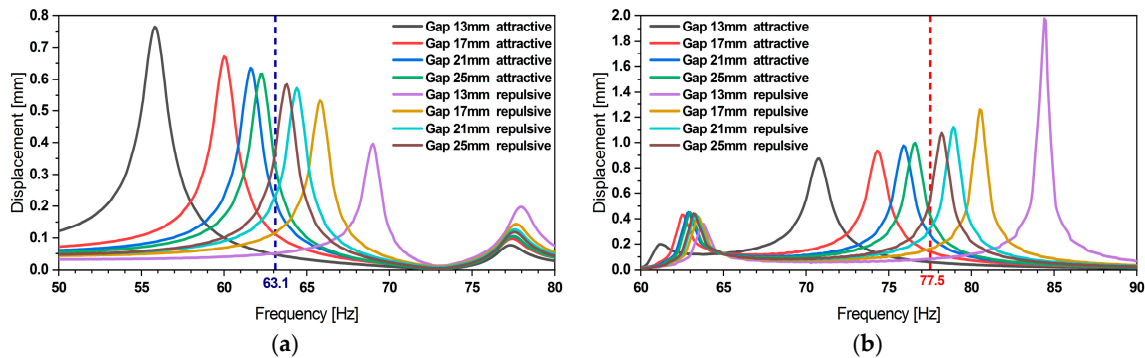 0.8
0.7
0.6
0.5
0.4
0.3
0.2
0.1
0.0
Displacement [mm]
Gap 13mm attractive
Gap 17mm attractive
Gap 21mm attractive
Gap 25mm attractive
Gap 13mm repulsive
Gap 17mm repulsive
Gap 21mm repulsive
Gap 25mm repulsive
50 55 60 65 70 75 80
63.1
Frequency [Hz]
(a)
2.0
1.8
1.6
1.4
1.2
1.0
0.8
0.6
0.4
0.2
0.0
Displacement [mm]
Gap 13mm attractive
Gap 17mm attractive
Gap 21mm attractive
Gap 25mm attractive
Gap 13mm repulsive
Gap 17mm repulsive
Gap 21mm repulsive
Gap 25mm repulsive
60 65 70 75 80 85 90
77.5
Frequency [Hz]
(b)